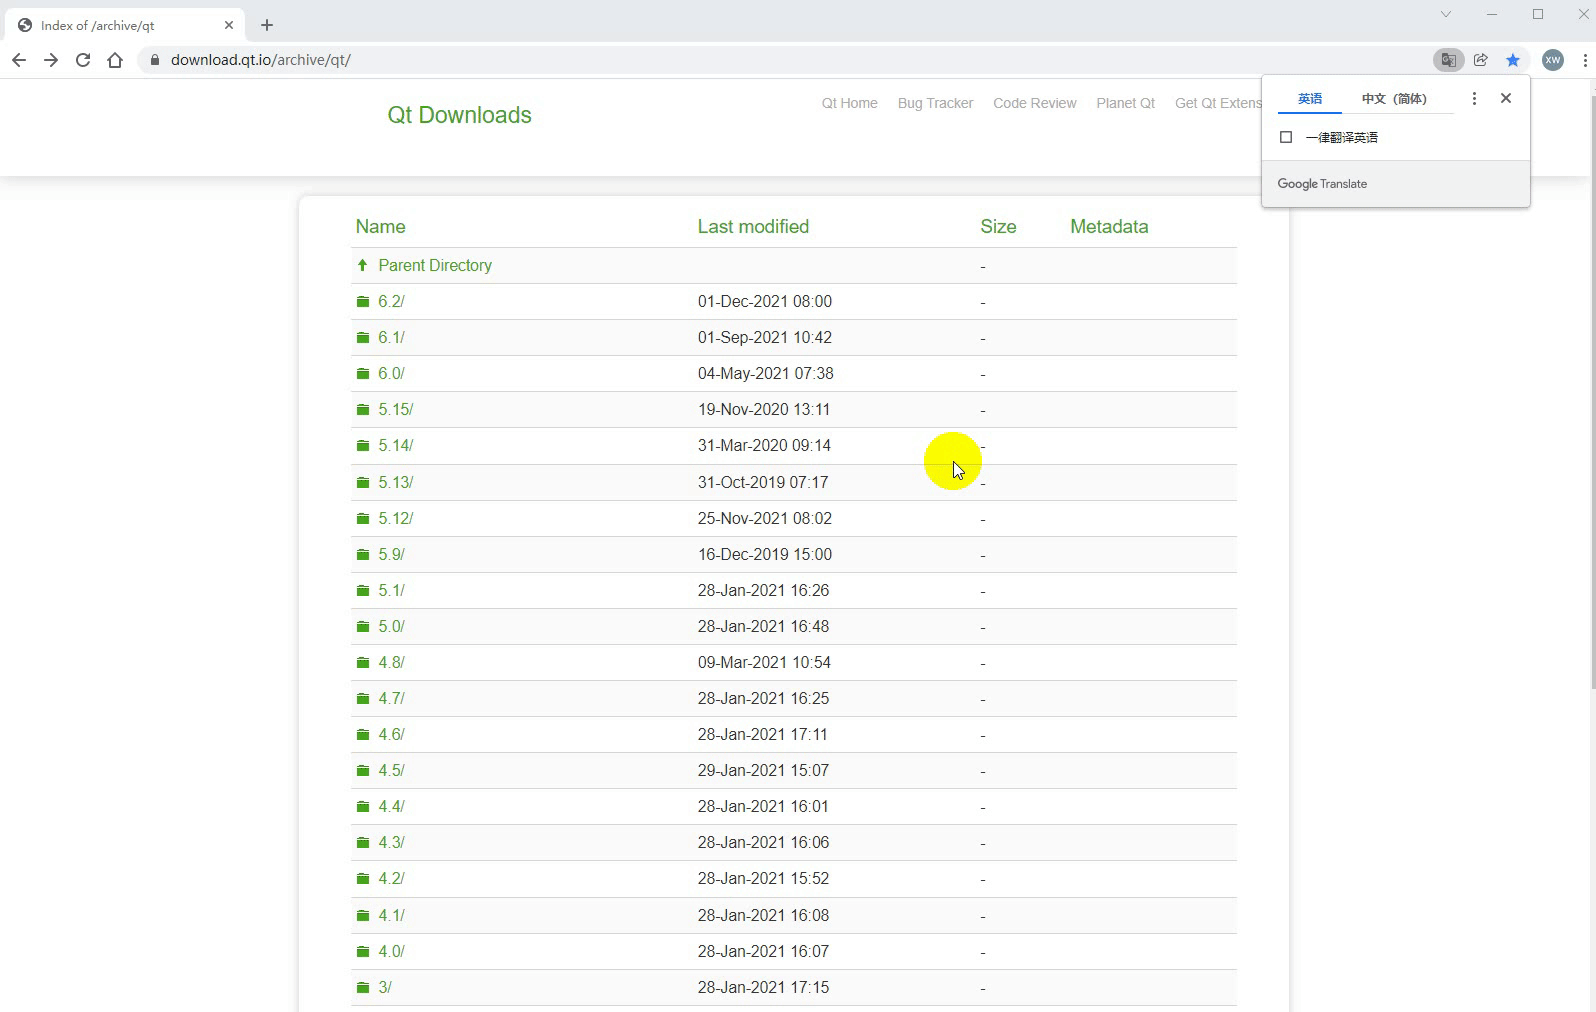 Index of /archive/qt
download.qt.io/archive/qt/
XW
Qt Downloads
Qt Home Bug Tracker Code Review Planet Qt Get Qt Extens
英语 中文（简体）
一律翻译英语
Google Translate
Name Last modified Size Metadata
Parent Directory -
6.2/ 01-Dec-2021 08:00 -
6.1/ 01-Sep-2021 10:42 -
6.0/ 04-May-2021 07:38 -
5.15/ 19-Nov-2020 13:11 -
5.14/ 31-Mar-2020 09:14 -
5.13/ 31-Oct-2019 07:17 -
5.12/ 25-Nov-2021 08:02 -
5.9/ 16-Dec-2019 15:00 -
5.1/ 28-Jan-2021 16:26 -
5.0/ 28-Jan-2021 16:48 -
4.8/ 09-Mar-2021 10:54 -
4.7/ 28-Jan-2021 16:25 -
4.6/ 28-Jan-2021 17:11 -
4.5/ 29-Jan-2021 15:07 -
4.4/ 28-Jan-2021 16:01 -
4.3/ 28-Jan-2021 16:06 -
4.2/ 28-Jan-2021 15:52 -
4.1/ 28-Jan-2021 16:08 -
4.0/ 28-Jan-2021 16:07 -
3/ 28-Jan-2021 17:15 -